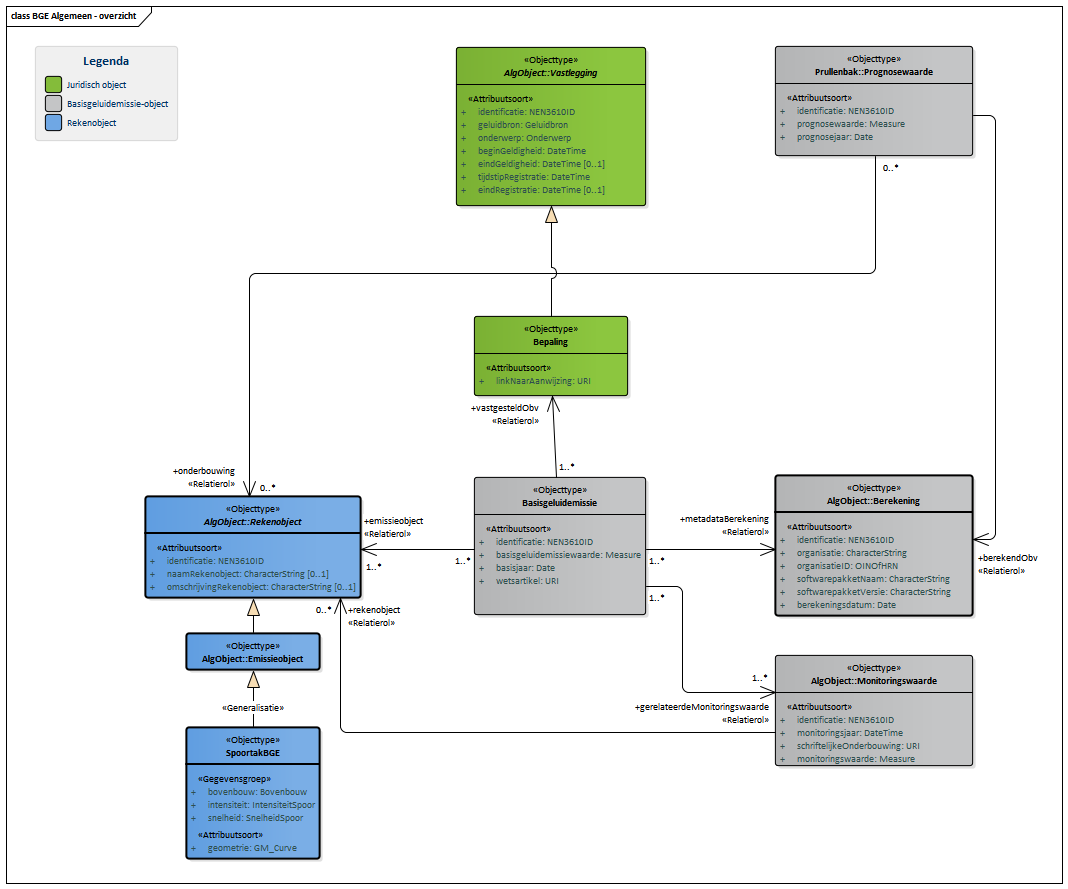 class BGE Algemeen - overzicht
Legenda
Juridisch object
Basisgeluidemissie-object
Rekenobject
«Objecttype»
AlgObject::Vastlegging
«Attribuutsoort»
+ identificatie: NEN3610ID
+ geluidbron: Geluidbron
+ onderwerp: Onderwerp
+ beginGeldigheid: DateTime
+ eindGeldigheid: DateTime [0..1]
+ tijdstipRegistratie: DateTime
+ eindRegistratie: DateTime [0..1]
«Objecttype»
Prullenbak::Prognosewaarde
«Attribuutsoort»
+ identificatie: NEN3610ID
+ prognosewaarde: Measure
+ prognosejaar: Date
0..*
«Objecttype»
Bepaling
«Attribuutsoort»
+ linkNaarAanwijzing: URI
+vastgesteldObv
«Relatierol»
1..*
+onderbouwing
«Relatierol»
0..*
«Objecttype»
AlgObject::Rekenobject
«Attribuutsoort»
+ identificatie: NEN3610ID
+ naamRekenobject: CharacterString [0..1]
+ omschrijvingRekenobject: CharacterString [0..1]
+emissieobject
«Relatierol»
1..*
1..*
«Objecttype»
Basisgeluidemissie
«Attribuutsoort»
+ identificatie: NEN3610ID
+ basisgeluidemissiewaarde: Measure
+ basisjaar: Date
+ wetsartikel: URI
+metadataBerekening
«Relatierol»
1..*
1..*
«Objecttype»
AlgObject::Berekening
«Attribuutsoort»
+ identificatie: NEN3610ID
+ organisatie: CharacterString
+ organisatieID: OINOfHRN
+ softwarepakketNaam: CharacterString
+ softwarepakketVersie: CharacterString
+ berekeningsdatum: Date
+berekendObv
«Relatierol»
0..*
+rekenobject
«Relatierol»
«Objecttype»
AlgObject::Emissieobject
«Generalisatie»
«Objecttype»
SpoortakBGE
«Gegevensgroep»
+ bovenbouw: Bovenbouw
+ intensiteit: IntensiteitSpoor
+ snelheid: SnelheidSpoor
«Attribuutsoort»
+ geometrie: GM_Curve
1..*
+gerelateerdeMonitoringswaarde
«Relatierol»
«Objecttype»
AlgObject::Monitoringswaarde
«Attribuutsoort»
+ identificatie: NEN3610ID
+ monitoringsjaar: DateTime
+ schriftelijkeOnderbouwing: URI
+ monitoringswaarde: Measure